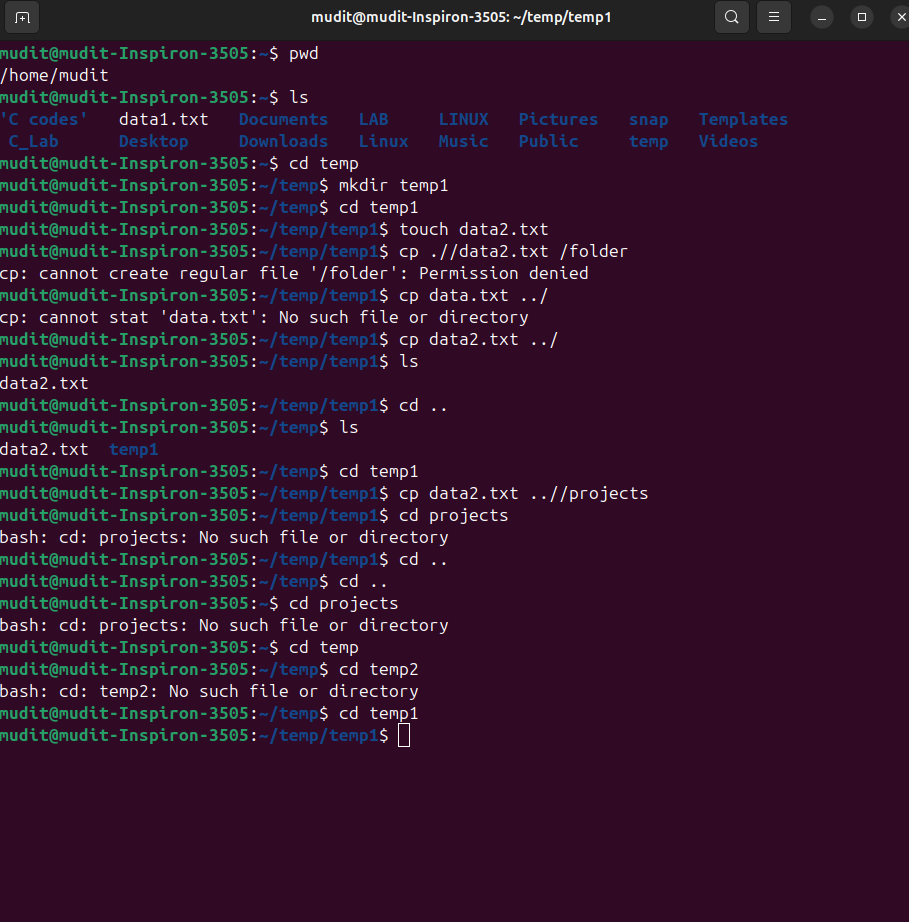 mudit@mudit-Inspiron-3505: ~/temp/temp1
mudit@mudit-Inspiron-3505:~$ pwd
/home/mudit
mudit@mudit-Inspiron-3505:~$ ls
'C codes'   data1.txt   Documents   LAB     LINUX   Pictures   snap   Templates
 C_Lab      Desktop     Downloads   Linux   Music   Public     temp   Videos
mudit@mudit-Inspiron-3505:~$ cd temp
mudit@mudit-Inspiron-3505:~/temp$ mkdir temp1
mudit@mudit-Inspiron-3505:~/temp$ cd temp1
mudit@mudit-Inspiron-3505:~/temp/temp1$ touch data2.txt
mudit@mudit-Inspiron-3505:~/temp/temp1$ cp .//data2.txt /folder
cp: cannot create regular file '/folder': Permission denied
mudit@mudit-Inspiron-3505:~/temp/temp1$ cp data.txt ../
cp: cannot stat 'data.txt': No such file or directory
mudit@mudit-Inspiron-3505:~/temp/temp1$ cp data2.txt ../
mudit@mudit-Inspiron-3505:~/temp/temp1$ ls
data2.txt
mudit@mudit-Inspiron-3505:~/temp/temp1$ cd ..
mudit@mudit-Inspiron-3505:~/temp$ ls
data2.txt  temp1
mudit@mudit-Inspiron-3505:~/temp$ cd temp1
mudit@mudit-Inspiron-3505:~/temp/temp1$ cp data2.txt ..//projects
mudit@mudit-Inspiron-3505:~/temp/temp1$ cd projects
bash: cd: projects: No such file or directory
mudit@mudit-Inspiron-3505:~/temp/temp1$ cd ..
mudit@mudit-Inspiron-3505:~/temp$ cd ..
mudit@mudit-Inspiron-3505:~$ cd projects
bash: cd: projects: No such file or directory
mudit@mudit-Inspiron-3505:~$ cd temp
mudit@mudit-Inspiron-3505:~/temp$ cd temp2
bash: cd: temp2: No such file or directory
mudit@mudit-Inspiron-3505:~/temp$ cd temp1
mudit@mudit-Inspiron-3505:~/temp/temp1$